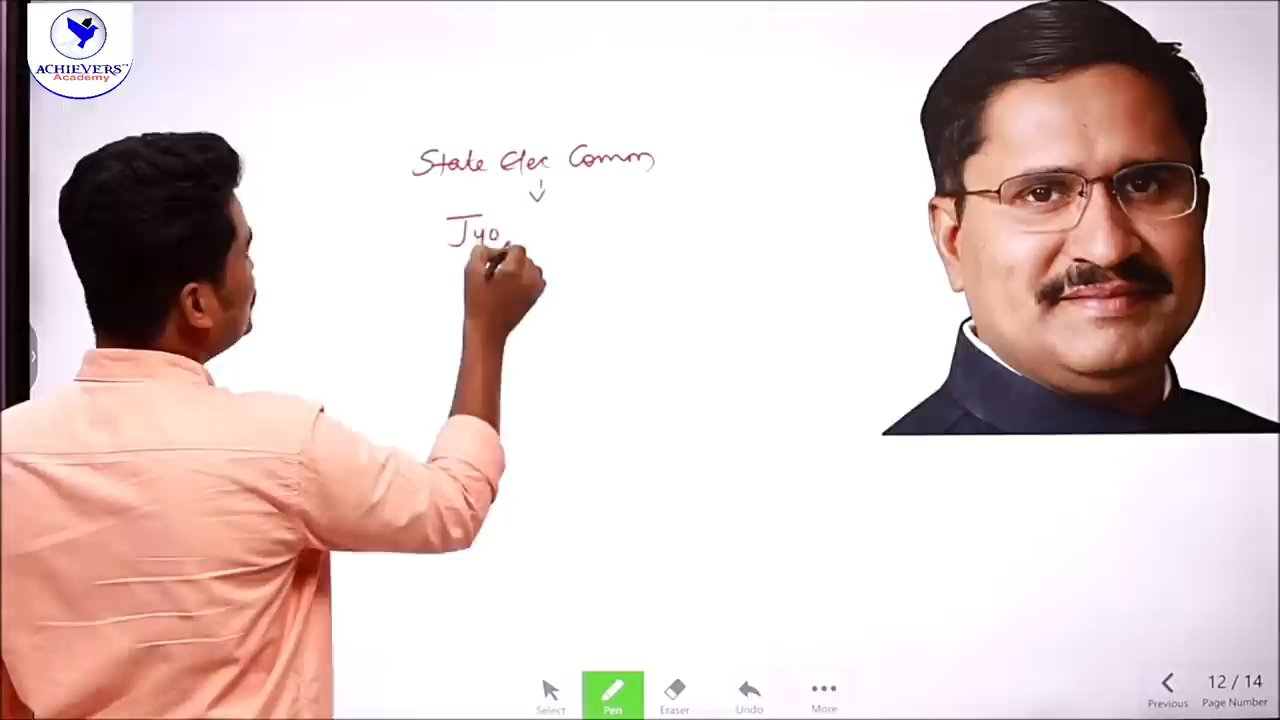 ACHIEVERS
Academy
State Elec Comm
Jyo
Select
Pen
Eraser
Undo
More
Previous
12 / 14
Page Number